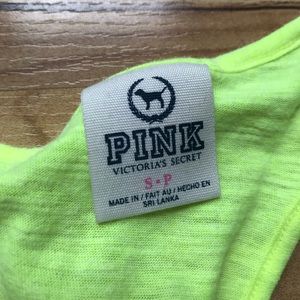 PINK
VICTORIA'S SECRET
S • P
MADE IN / FAIT AU / HECHO EN
SRI LANKA